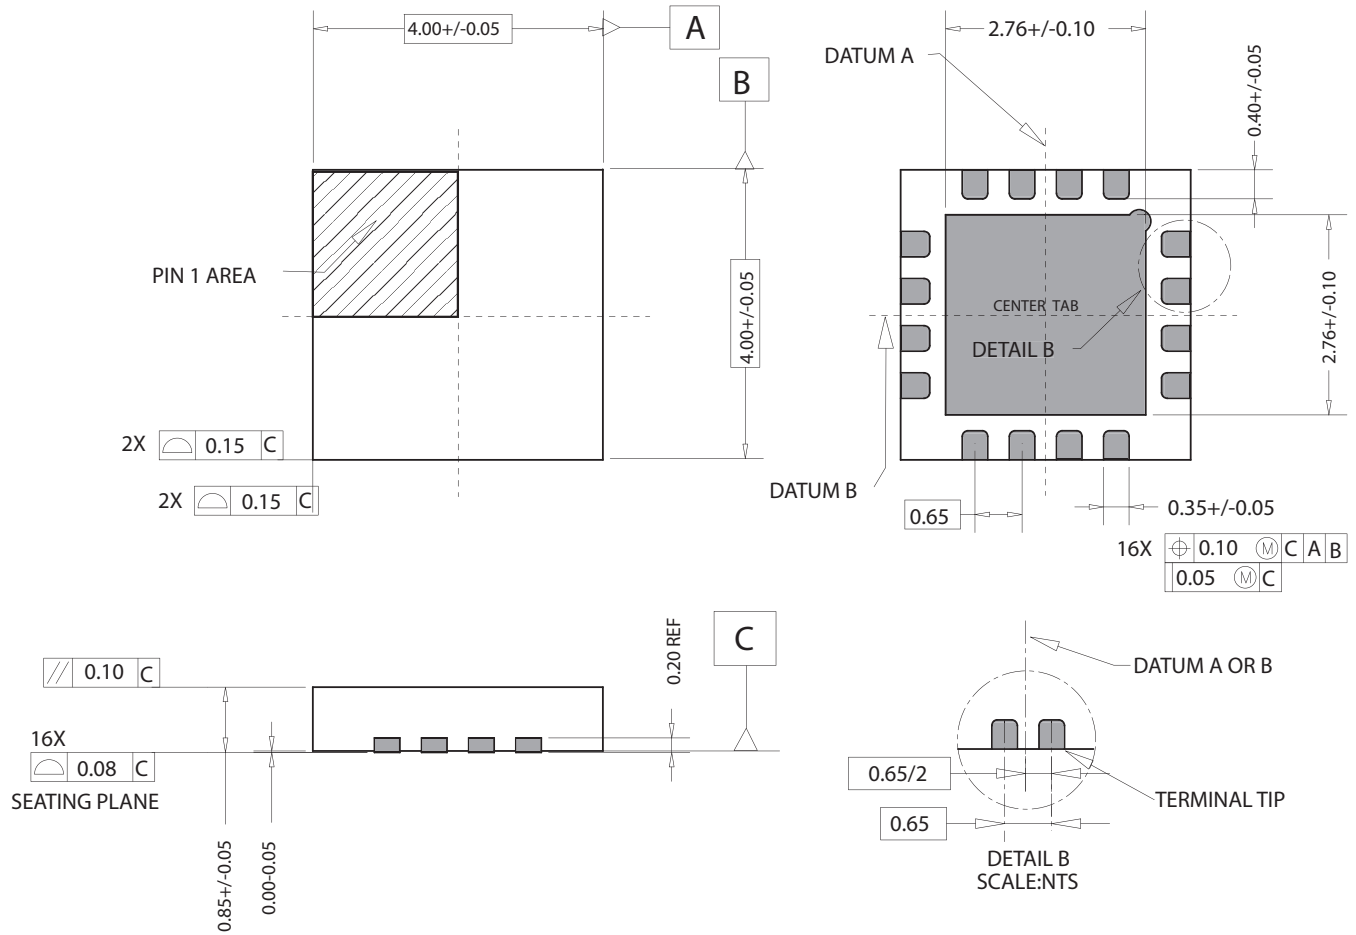 4.00+/-0.05
A
B
PIN 1 AREA
4.00+/-0.05
2X 0.15 C
2X 0.15 C
2.76+/-0.10
DATUM A
0.40+/-0.05
CENTER TAB
DETAIL B
2.76+/-0.10
DATUM B
0.65
0.35+/-0.05
16X 0.10 Ⓜ C A B
0.05 Ⓜ C
// 0.10 C
16X
0.08 C
SEATING PLANE
0.85+/-0.05
0.00-0.05
0.20 REF
C
DATUM A OR B
0.65/2
0.65
TERMINAL TIP
DETAIL B
SCALE:NTS